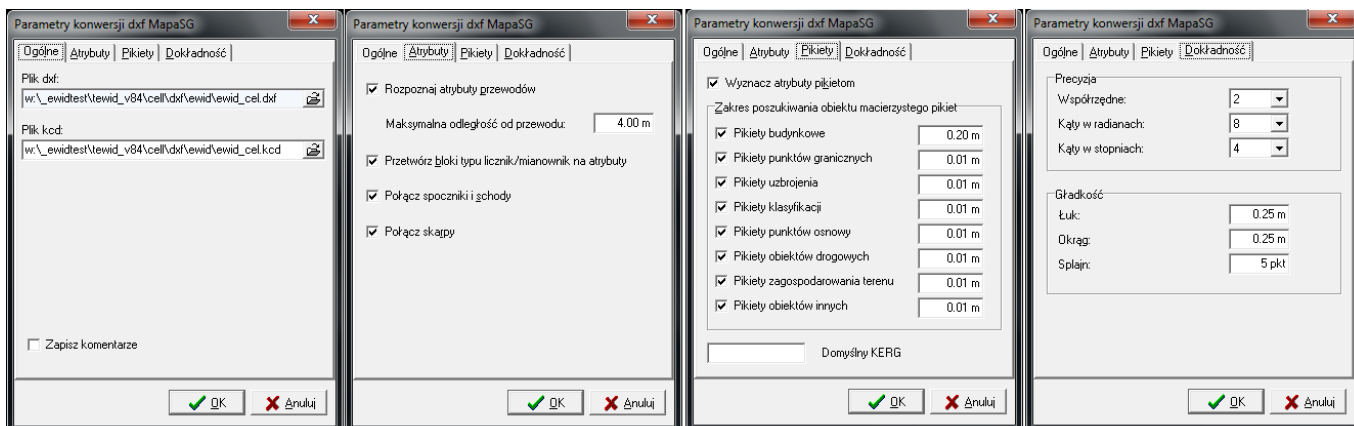 Parametry konwersji dxf MapaSG
Ogólne Atrybuty Pikiety Dokładność
Plik dxf:
w:\_ewidtest\tewid_v84\cell\dxf\ewid\ewid_cel.dxf
Plik kcd:
w:\_ewidtest\tewid_v84\cell\dxf\ewid\ewid_cel.kcd
Zapisz komentarze
OK Anuluj
Parametry konwersji dxf MapaSG
Ogólne Atrybuty Pikiety Dokładność
Rozpoznaj atrybuty przewodów
Maksymalna odległość od przewodu: 4.00 m
Przetwórz bloki typu licznik/mianownik na atrybuty
Połącz spoczniki i schody
Połącz skarpy
OK Anuluj
Parametry konwersji dxf MapaSG
Ogólne Atrybuty Pikiety Dokładność
Wyznacz atrybuty pikietom
Zakres poszukiwania obiektu macierzystego pikiet
Pikiety budynkowe 0.20 m
Pikiety punktów granicznych 0.01 m
Pikiety uzbrojenia 0.01 m
Pikiety klasyfikacji 0.01 m
Pikiety punktów osnowy 0.01 m
Pikiety obiektów drogowych 0.01 m
Pikiety zagospodarowania terenu 0.01 m
Pikiety obiektów innych 0.01 m
Domyślny KERG
OK Anuluj
Parametry konwersji dxf MapaSG
Ogólne Atrybuty Pikiety Dokładność
Precyzja
Współrzędne: 2
Kąty w radianach: 8
Kąty w stopniach: 4
Gładkość
Łuk: 0.25 m
Okrąg: 0.25 m
Splajn: 5 pkt
OK Anuluj